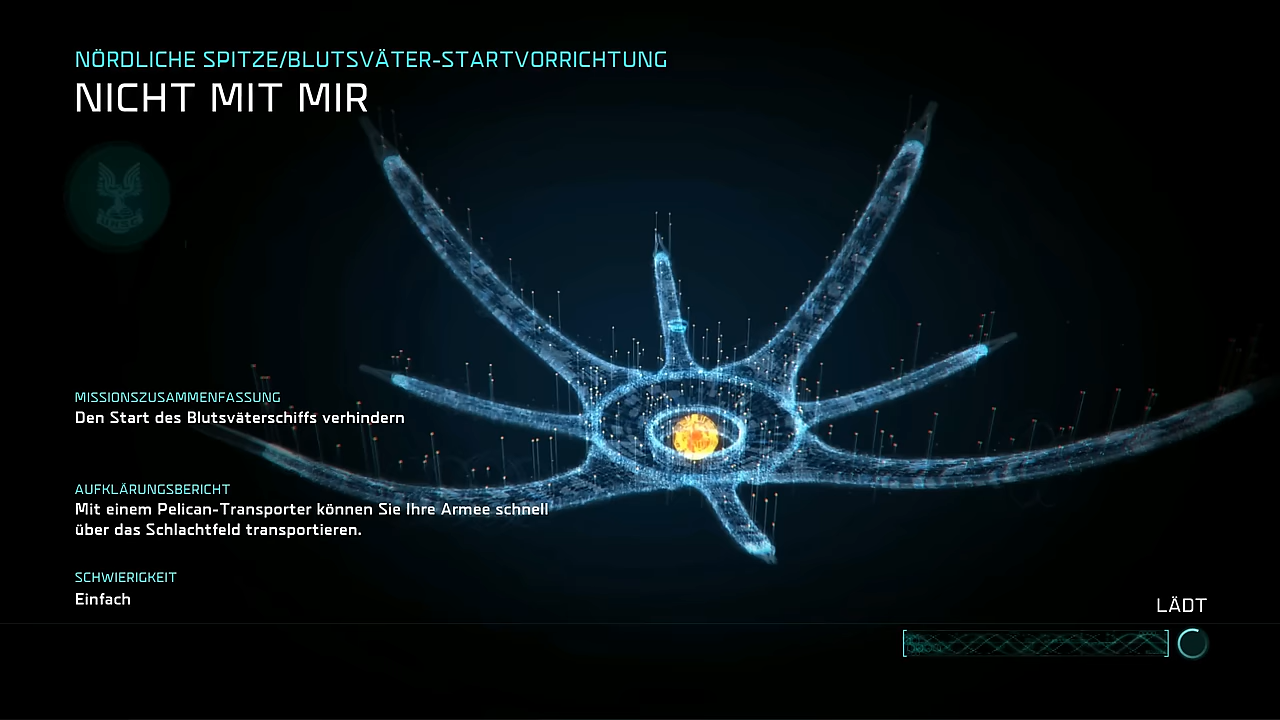 NÖRDLICHE SPITZE/BLUTSVÄTER-STARTVORRICHTUNG
NICHT MIT MIR
UNSC
MISSIONSZUSAMMENFASSUNG
Den Start des Blutsväterschiffs verhindern
AUFKLÄRUNGSBERICHT
Mit einem Pelican-Transporter können Sie Ihre Armee schnell
über das Schlachtfeld transportieren.
SCHWIERIGKEIT
Einfach
LÄDT